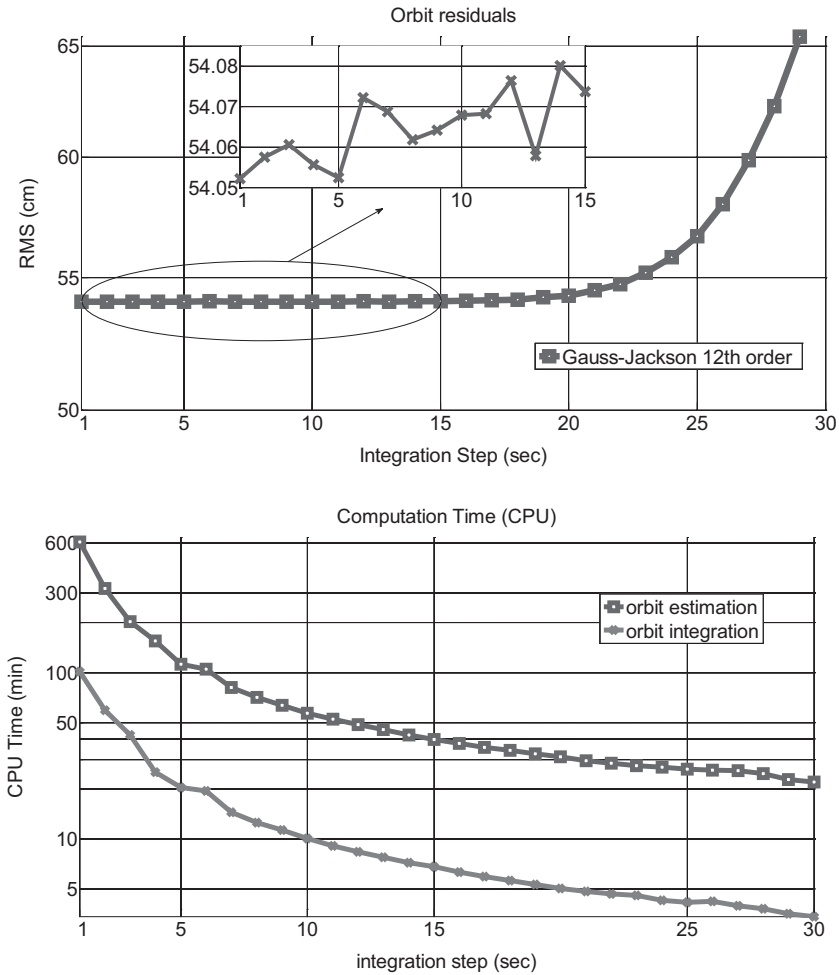 Orbit residuals
65
60
55
50
RMS (cm)
54.08
54.07
54.06
54.05
1 5 10 15
Gauss-Jackson 12th order
1 5 10 15 20 25 30
Integration Step (sec)
Computation Time (CPU)
600
300
100
50
10
5
CPU Time (min)
orbit estimation
orbit integration
1 5 10 15 25 30
integration step (sec)